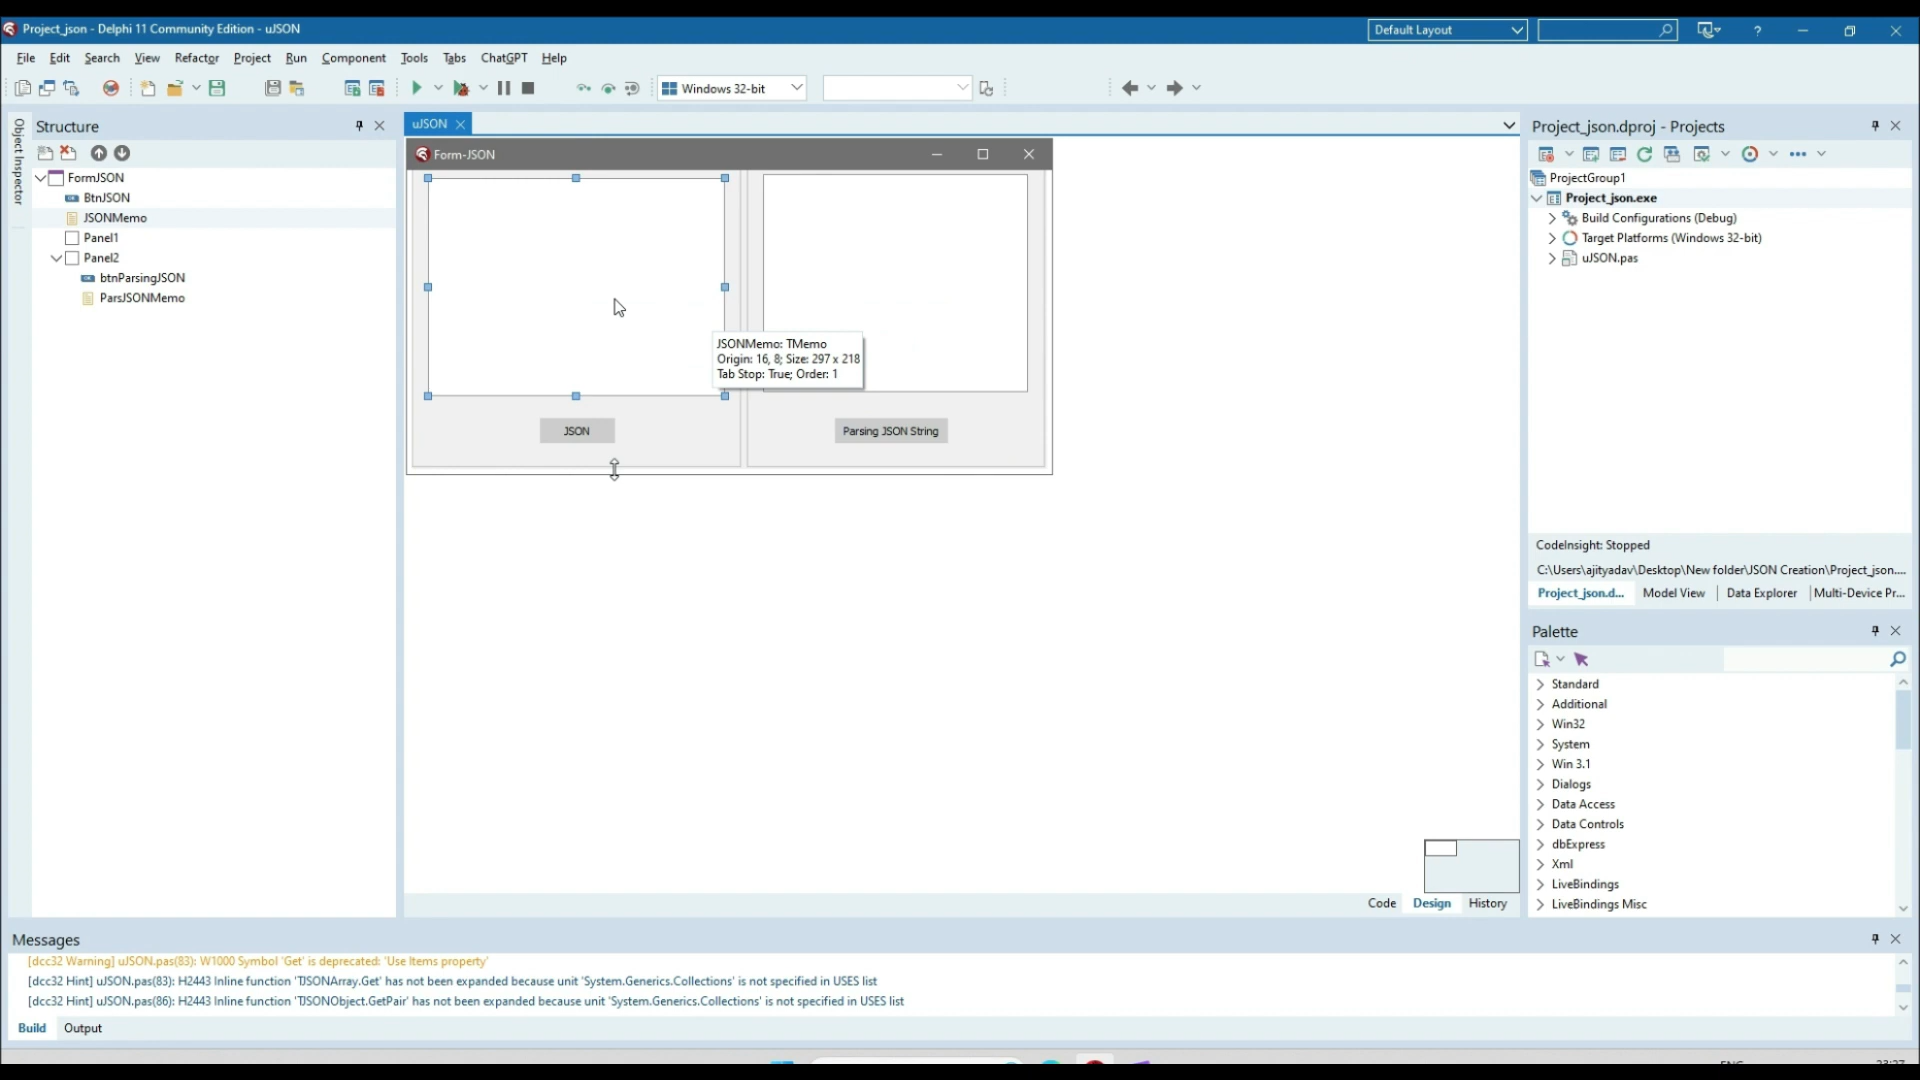 Project_json - Delphi 11 Community Edition - uJSON
Default Layout
?
File Edit Search View Refactor Project Run Component Tools Tabs ChatGPT Help
Windows 32-bit
Object Inspector
Structure
FormJSON
BtnJSON
JSONMemo
Panel1
Panel2
btnParsingJSON
ParsJSONMemo
uJSON
Form-JSON
JSONMemo: TMemo
Origin: 16, 8; Size: 297 x 218
Tab Stop: True; Order: 1
JSON
Parsing JSON String
Code Design History
Project_json.dproj - Projects
ProjectGroup1
Project_json.exe
Build Configurations (Debug)
Target Platforms (Windows 32-bit)
uJSON.pas
CodeInsight: Stopped
C:\Users\ajityadav\Desktop\New folder\JSON Creation\Project_json....
Project_json.d... Model View Data Explorer Multi-Device Pr...
Palette
Standard
Additional
Win32
System
Win 3.1
Dialogs
Data Access
Data Controls
dbExpress
Xml
LiveBindings
LiveBindings Misc
Messages
[dcc32 Warning] uJSON.pas(83): W1000 Symbol 'Get' is deprecated: 'Use Items property'
[dcc32 Hint] uJSON.pas(83): H2443 Inline function 'TJSONArray.Get' has not been expanded because unit 'System.Generics.Collections' is not specified in USES list
[dcc32 Hint] uJSON.pas(86): H2443 Inline function 'TJSONObject.GetPair' has not been expanded because unit 'System.Generics.Collections' is not specified in USES list
Build Output